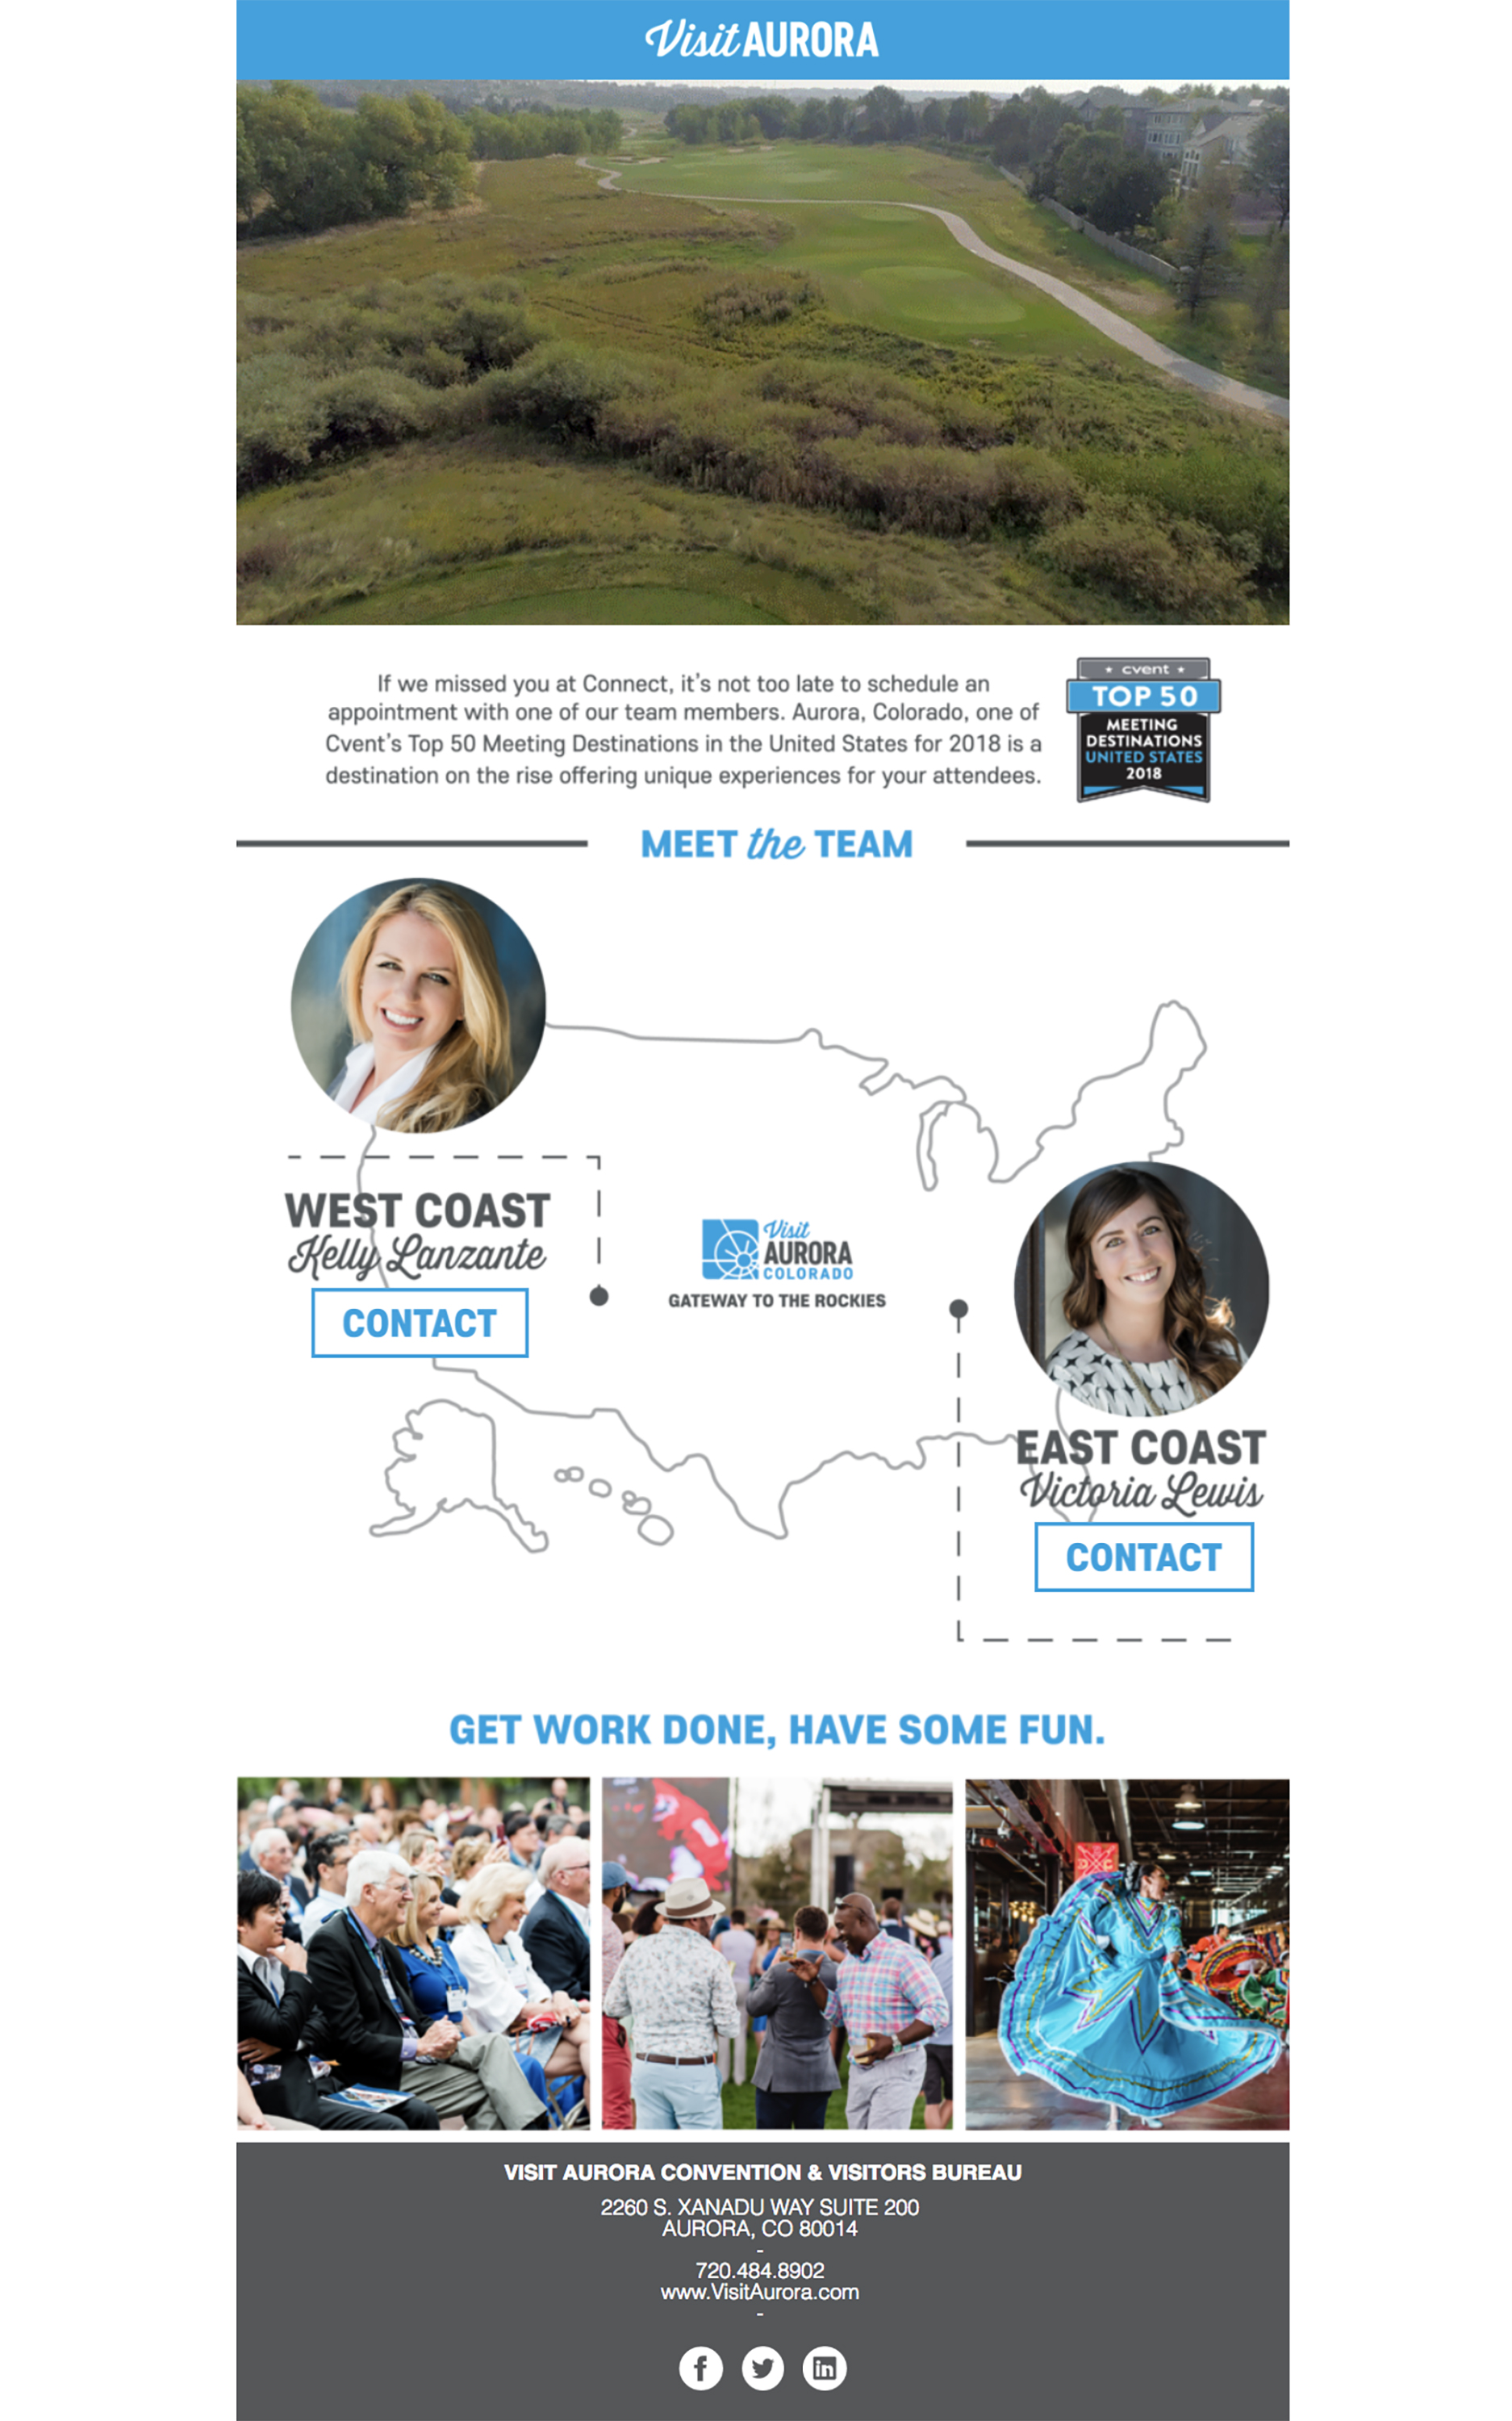 Visit AURORA
If we missed you at Connect, it's not too late to schedule an
appointment with one of our team members. Aurora, Colorado, one of
Cvent's Top 50 Meeting Destinations in the United States for 2018 is a
destination on the rise offering unique experiences for your attendees.
cvent
TOP 50
MEETING
DESTINATIONS
UNITED STATES
2018
MEET the TEAM
WEST COAST
Kelly Lanzante
CONTACT
Visit
AURORA
COLORADO
GATEWAY TO THE ROCKIES
EAST COAST
Victoria Lewis
CONTACT
GET WORK DONE, HAVE SOME FUN.
VISIT AURORA CONVENTION & VISITORS BUREAU
2260 S. XANADU WAY SUITE 200
AURORA, CO 80014
-
720.484.8902
www.VisitAurora.com
-